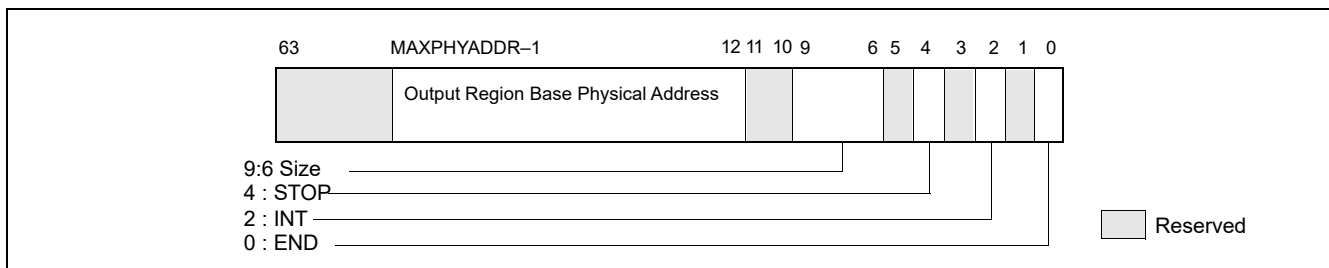 63 MAXPHYADDR–1 12 11 10 9 6 5 4 3 2 1 0
Output Region Base Physical Address
9:6 Size
4 : STOP
2 : INT
0 : END
Reserved